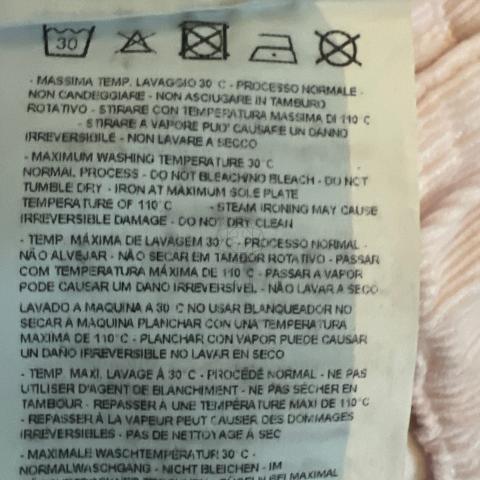 30
- MASSIMA TEMP. LAVAGGIO 30 C - PROCESSO NORMALE -
NON CANDEGGIARE - NON ASCIUGARE IN TAMBURO
ROTATIVO - STIRARE CON TEMPERATURA MASSIMA DI 110°C
- STIRARE A VAPORE PUO' CAUSARE UN DANNO
IRREVERSIBILE - NON LAVARE A SECCO
- MAXIMUM WASHING TEMPERATURE 30°C
NORMAL PROCESS - DO NOT BLEACH/NO BLEACH - DO NOT
TUMBLE DRY - IRON AT MAXIMUM SOLE PLATE
TEMPERATURE OF 110°C - STEAM IRONING MAY CAUSE
IRREVERSIBLE DAMAGE - DO NOT DRY CLEAN
- TEMP. MÁXIMA DE LAVAGEM 30°C - PROCESSO NORMAL -
NÃO ALVEJAR - NÃO SECAR EM TAMBOR ROTATIVO - PASSAR
COM TEMPERATURA MÁXIMA DE 110°C - PASSAR A VAPOR
PODE CAUSAR UM DANO IRREVERSÍVEL - NÃO LAVAR A SECO
LAVADO A MAQUINA A 30°C NO USAR BLANQUEADOR NO
SECAR A MAQUINA PLANCHAR CON UNA TEMPERATURA
MAXIMA DE 110°C - PLANCHAR CON VAPOR PUEDE CAUSAR
UN DAÑO IRREVERSIBLE NO LAVAR EN SECO
- TEMP. MAXI. LAVAGE À 30°C - PROCÉDÉ NORMAL - NE PAS
UTILISER D'AGENT DE BLANCHIMENT - NE PAS SÉCHER EN
TAMBOUR - REPASSER À UNE TEMPÉRATURE MAXI DE 110°C
- REPASSER À LA VAPEUR PEUT CAUSER DES DOMMAGES
IRRÉVERSIBLES - PAS DE NETTOYAGE À SEC
- MAXIMALE WASCHTEMPERATUR 30°C -
NORMALWASCHGANG - NICHT BLEICHEN - IM
MAXIMAL